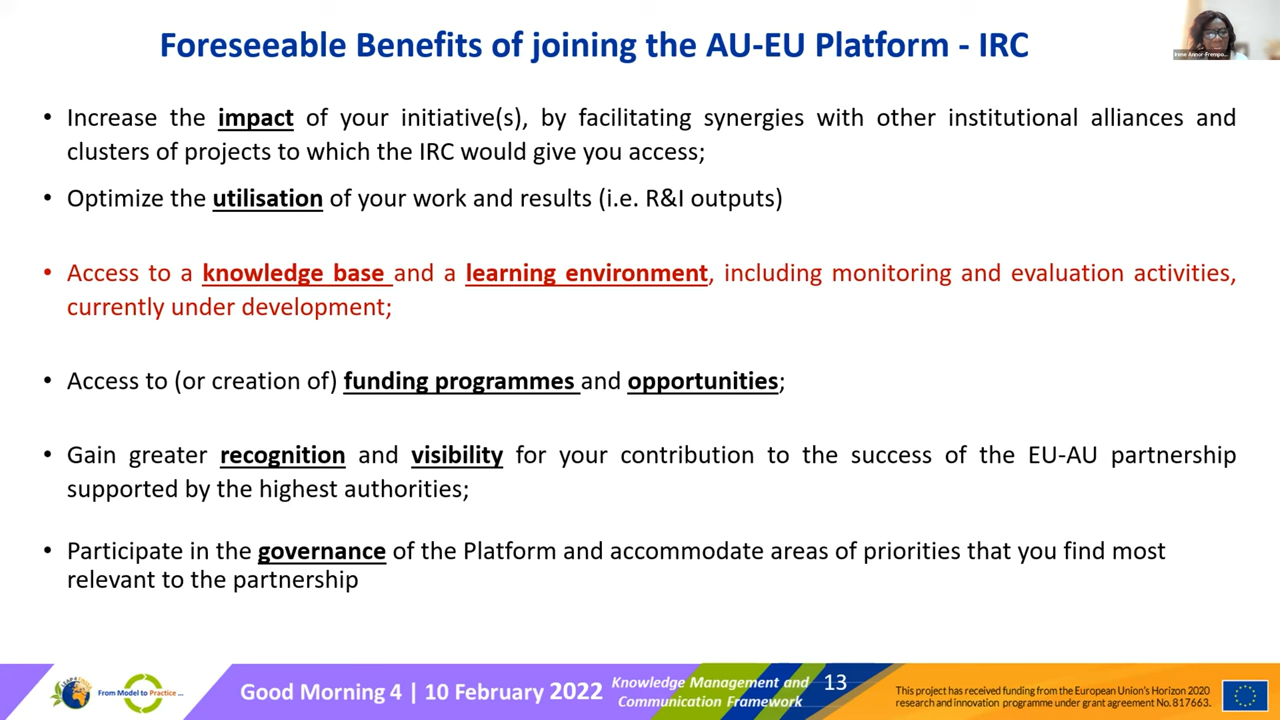 Foreseeable Benefits of joining the AU-EU Platform - IRC
Irene Annor-Frempo...
• Increase the impact of your initiative(s), by facilitating synergies with other institutional alliances and
clusters of projects to which the IRC would give you access;
• Optimize the utilisation of your work and results (i.e. R&I outputs)
• Access to a knowledge base and a learning environment, including monitoring and evaluation activities,
currently under development;
• Access to (or creation of) funding programmes and opportunities;
• Gain greater recognition and visibility for your contribution to the success of the EU-AU partnership
supported by the highest authorities;
• Participate in the governance of the Platform and accommodate areas of priorities that you find most
relevant to the partnership
From Model to Practice ...
Good Morning 4 | 10 February 2022
Knowledge Management and
Communication Framework
13
This project has received funding from the European Union's Horizon 2020
research and innovation programme under grant agreement No. 817663.